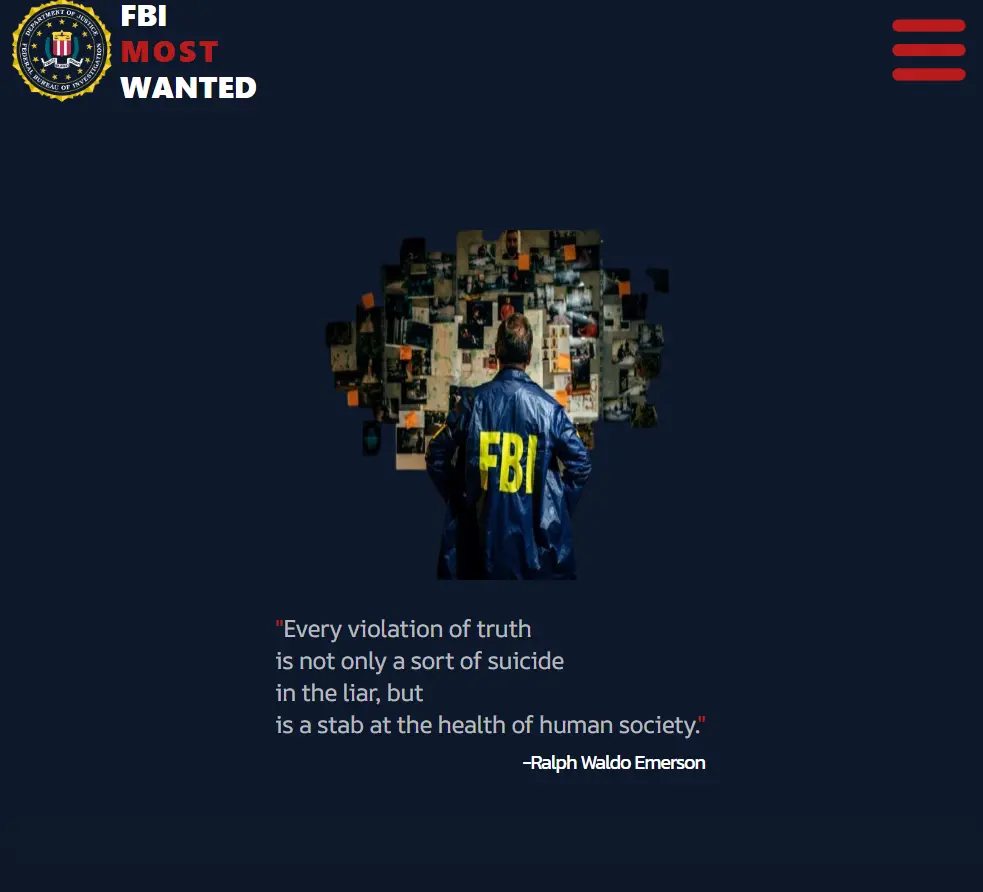 DEPARTMENT OF JUSTICE
FEDERAL BUREAU OF INVESTIGATION
FBI
MOST
WANTED
FBI
"Every violation of truth
is not only a sort of suicide
in the liar, but
is a stab at the health of human society."
-Ralph Waldo Emerson